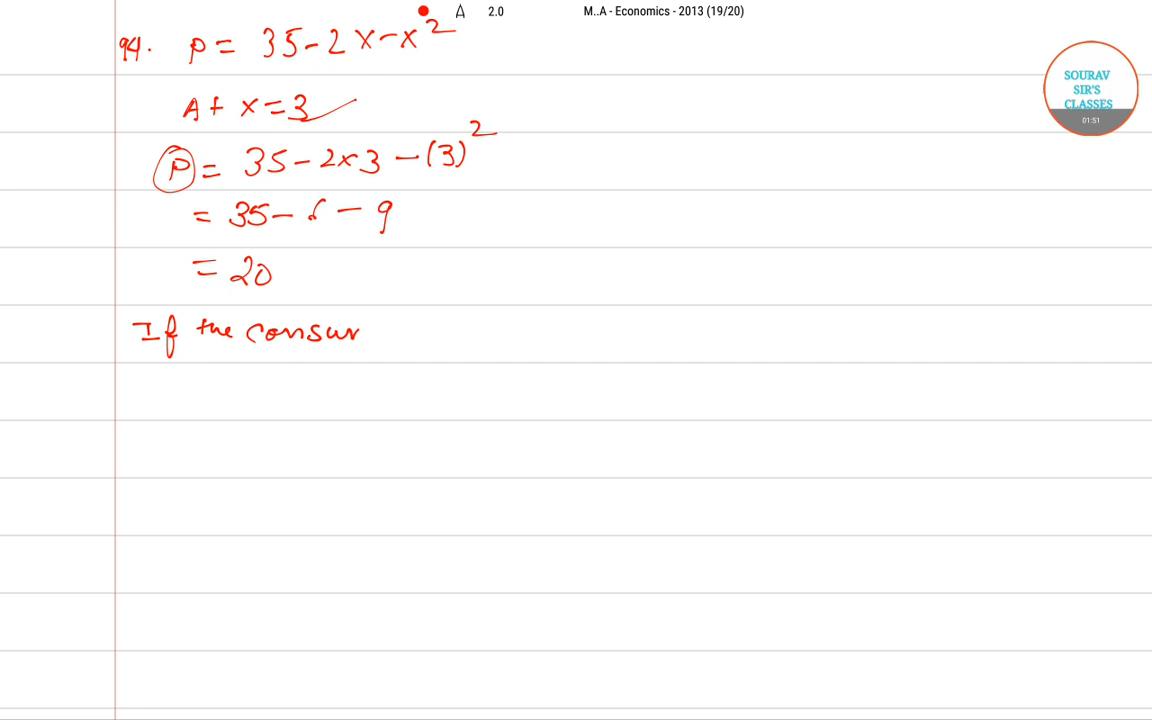 A 2.0 M..A - Economics - 2013 (19/20)
94. P = 35-2x-x²
SOURAV
SIR'S
CLASSES
01:51
At x=3
P = 35-2×3-(3)²
= 35-6-9
= 20
If the consur